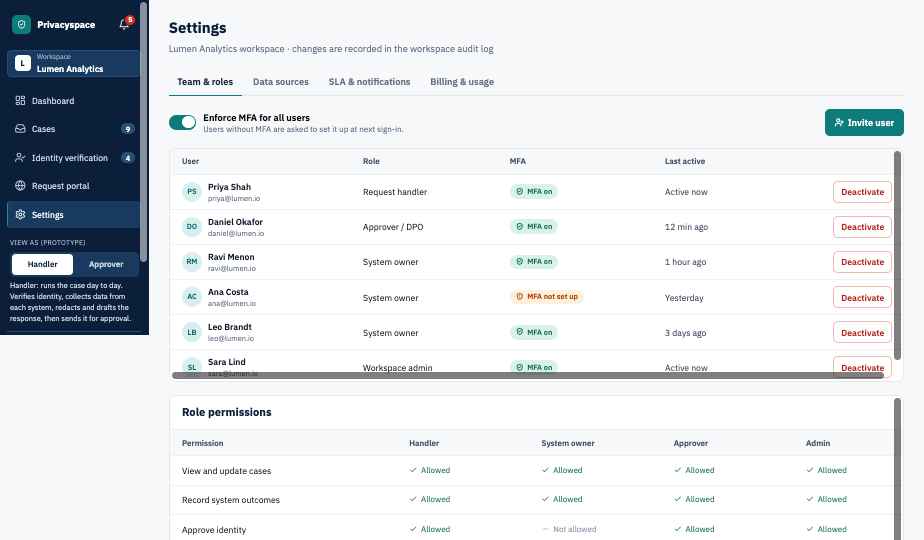 Privacyspace
5
L
Workspace
Lumen Analytics
Dashboard
Cases
9
Identity verification
4
Request portal
Settings
VIEW AS (PROTOTYPE)
Handler
Approver
Handler: runs the case day to day.
Verifies identity, collects data from
each system, redacts and drafts the
response, then sends it for approval.
Settings
Lumen Analytics workspace · changes are recorded in the workspace audit log
Team & roles
Data sources
SLA & notifications
Billing & usage
Enforce MFA for all users
Users without MFA are asked to set it up at next sign-in.
Invite user
User Role MFA Last active
PS Priya Shah Request handler MFA on Active now Deactivate
priya@lumen.io
DO Daniel Okafor Approver / DPO MFA on 12 min ago Deactivate
daniel@lumen.io
RM Ravi Menon System owner MFA on 1 hour ago Deactivate
ravi@lumen.io
AC Ana Costa System owner MFA not set up Yesterday Deactivate
ana@lumen.io
LB Leo Brandt System owner MFA on 3 days ago Deactivate
leo@lumen.io
SL Sara Lind Workspace admin MFA on Active now Deactivate
sara@lumen.io
Role permissions
Permission Handler System owner Approver Admin
View and update cases Allowed Allowed Allowed Allowed
Record system outcomes Allowed Allowed Allowed Allowed
Approve identity Allowed Not allowed Allowed Allowed